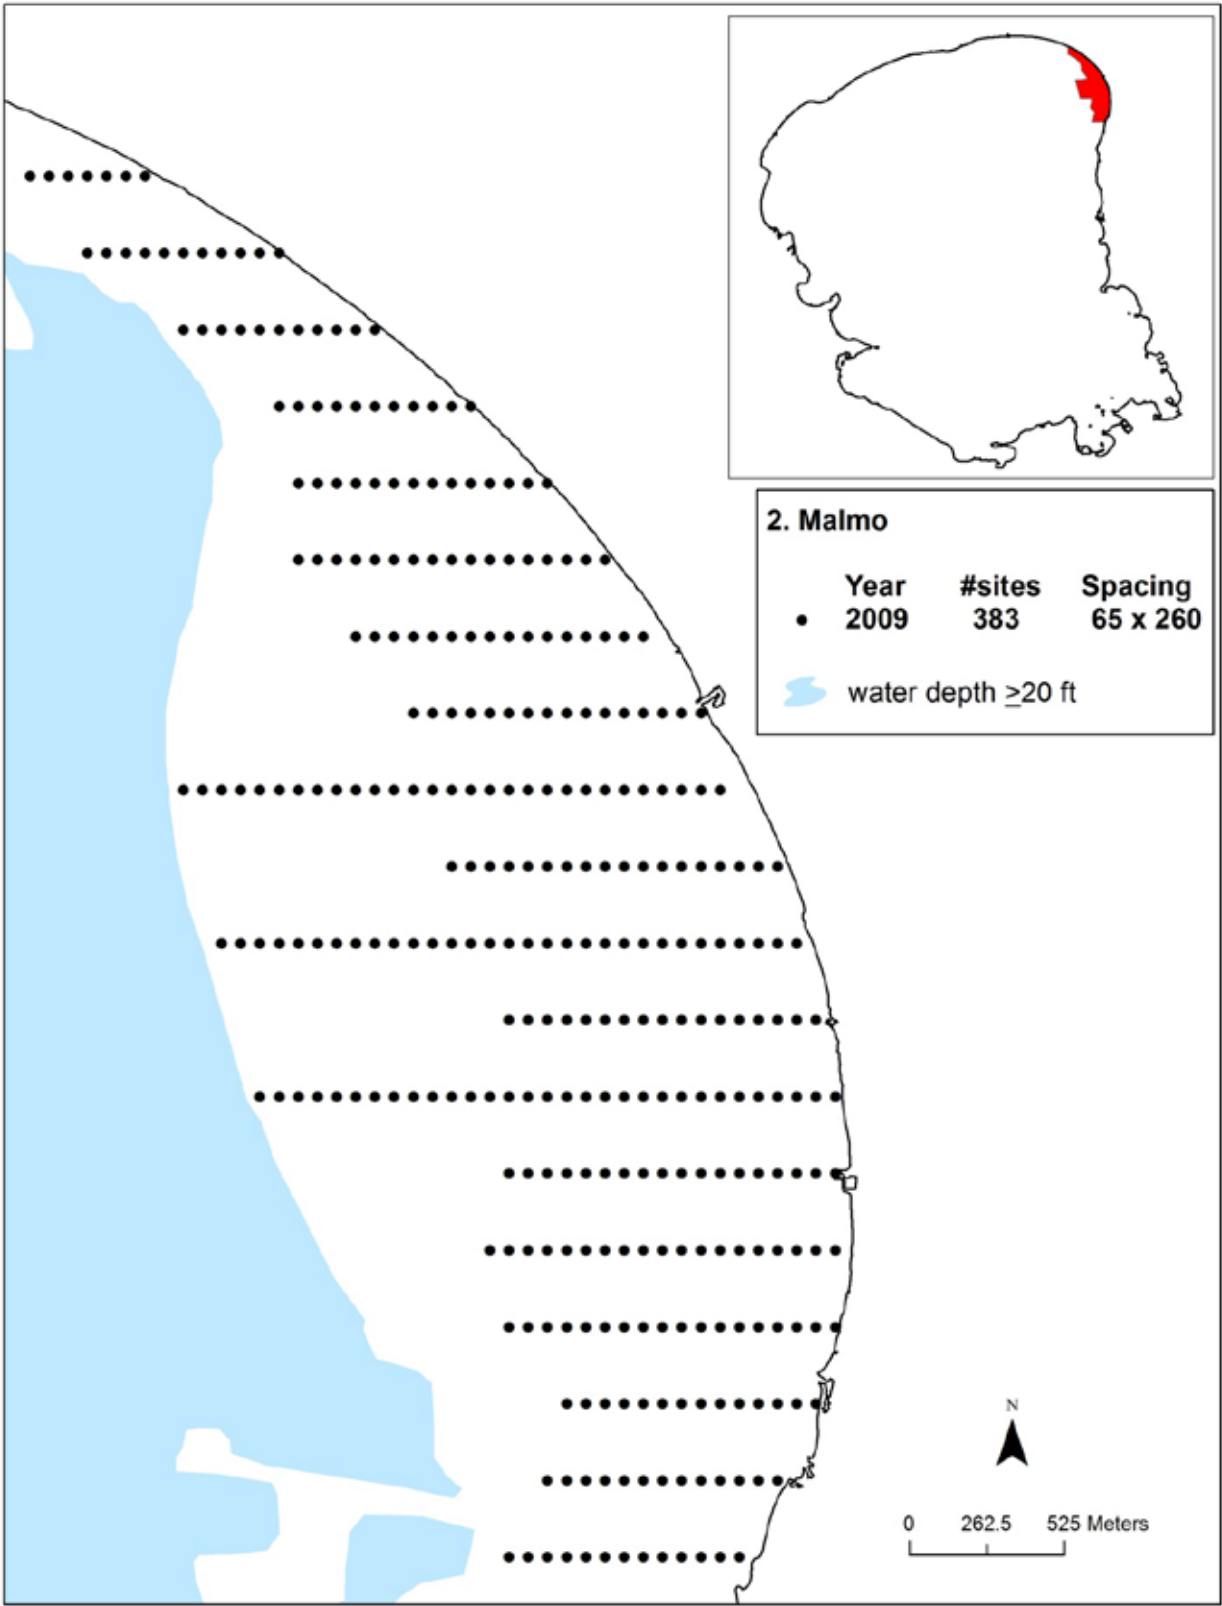 2. Malmo
Year #sites Spacing
2009 383 65 x 260
water depth ≥20 ft
N
0 262.5 525 Meters